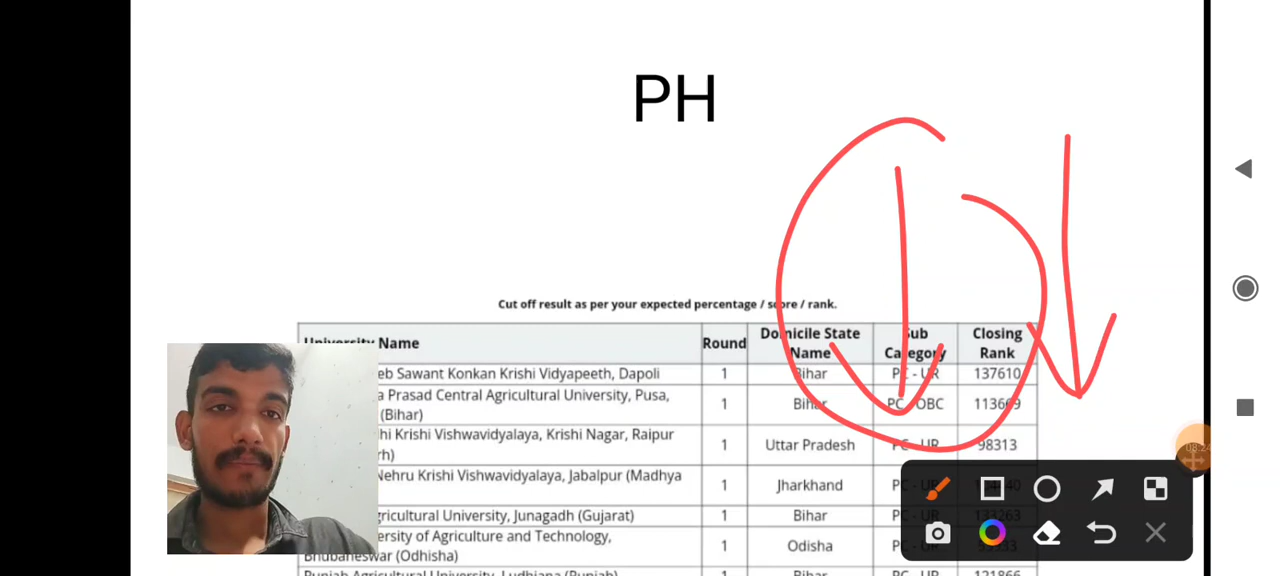 PH
Cut off result as per your expected percentage / score / rank.
University Name Round Domicile State Name Sub Category Closing Rank
Sawant Konkan Krishi Vidyapeeth, Dapoli 1 Bihar PC - UR 137610
Prasad Central Agricultural University, Pusa, (Bihar) 1 Bihar PC - OBC 113669
Krishi Vishwavidyalaya, Krishi Nagar, Raipur 1 Uttar Pradesh PC - UR 98313
Nehru Krishi Vishwavidyalaya, Jabalpur (Madhya 1 Jharkhand
University, Junagadh (Gujarat) 1 Bihar PC - UR 133263
of Agriculture and Technology, Bhubaneswar (Odhisha) 1 Odisha
Punjab Agricultural University, Ludhiana (Punjab) 1 Bihar 121866